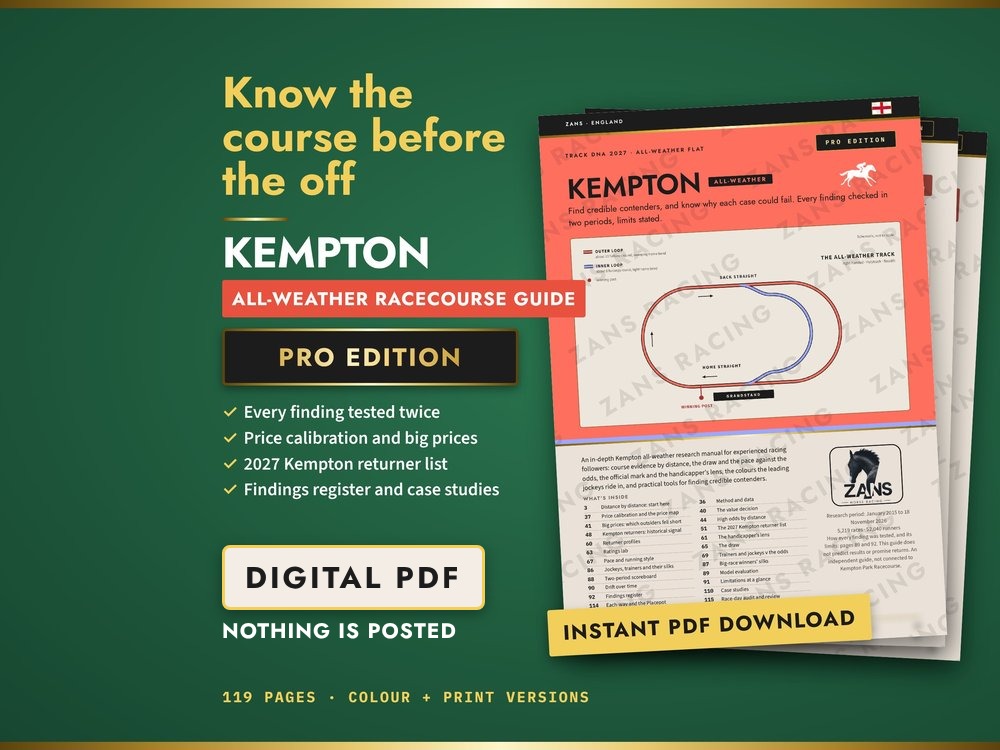 Know the
course before
the off
KEMPTON
ALL-WEATHER RACECOURSE GUIDE
PRO EDITION
Every finding tested twice
Price calibration and big prices
2027 Kempton returner list
Findings register and case studies
DIGITAL PDF
NOTHING IS POSTED
119 PAGES · COLOUR + PRINT VERSIONS
ZANS · ENGLAND
TRACK DNA 2027 · ALL-WEATHER FLAT
PRO EDITION
KEMPTON ALL-WEATHER
Find credible contenders, and know why each case could fail. Every finding checked in
two periods, limits stated.
OUTER LOOP
INNER LOOP
THE ALL-WEATHER TRACK
BACK STRAIGHT
HOME STRAIGHT
GRANDSTAND
WINNING POST
ZANS RACING
An in-depth Kempton all-weather research manual for experienced racing
followers: course evidence by distance, the draw and the pace against the
odds, the official mark and the handicapper's lens, the colours the leading
jockeys ride in, and practical tools for finding credible contenders.
WHAT'S INSIDE
3 Distance by distance: start here
37 Price calibration and the price map
41 Big prices: which outsiders fell short
48 Kempton returners: historical signal
60 Returner profiles
63 Ratings lab
67 Pace and running style
86 Jockeys, trainers and their silks
88 Two-period scoreboard
90 Drift over time
92 Findings register
114 Each-way and the Placepot
36 Method and data
40 The value decision
44 High odds by distance
51 The 2027 Kempton returner list
61 The handicapper's lens
65 The draw
69 Trainers and jockeys v the odds
87 Big-race winners' silks
89 Model evaluation
91 Limitations at a glance
110 Case studies
115 Race-day audit and review
ZANS
HORSE RACING
Research period: January 2015 to 18
November 2026
How every finding was tested, and its
limits: pages 89 and 92. This guide does
not predict results or promise returns. An
independent guide, not connected to
Kempton Park Racecourse.
INSTANT PDF DOWNLOAD